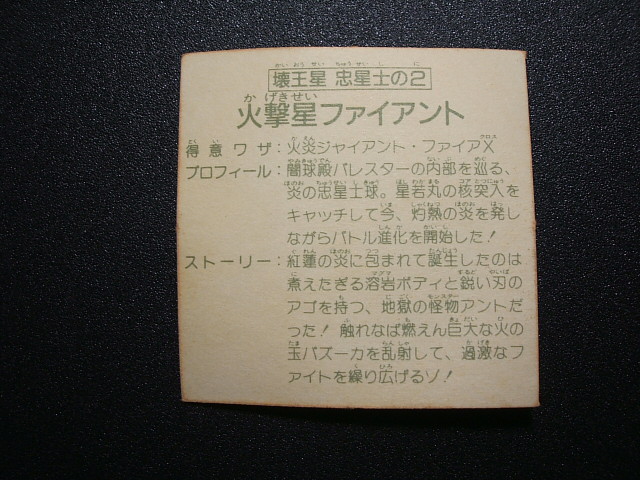 壊王星 忠星士の2
火撃星ファイアント
得意ワザ：火炎ジャイアント・ファイアX
プロフィール：闇球殿バレスターの内部を巡る、
炎の忠星士球。星若丸の核突入を
キャッチして今、灼熱の炎を発し
ながらバトル進化を開始した！
ストーリー：紅蓮の炎に包まれて誕生したのは
煮えたぎる溶岩ボディと鋭い刃の
アゴを持つ、地獄の怪物アントだ
った！触れなば燃えん巨大な火の
玉バズーカを乱射して、過激なフ
ァイトを繰り広げるゾ！